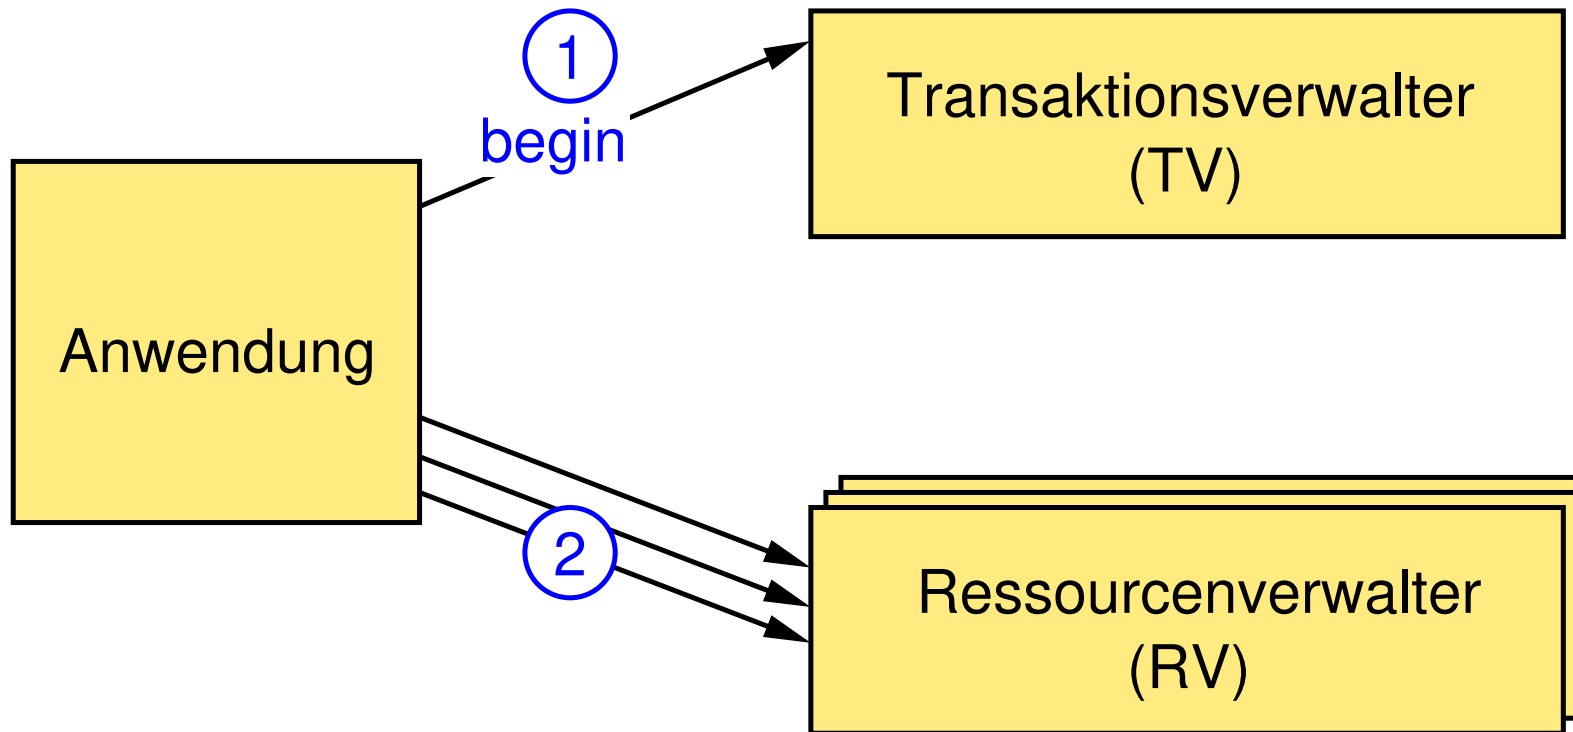 1
begin
Transaktionsverwalter
(TV)
Anwendung
2
Ressourcenverwalter
(RV)